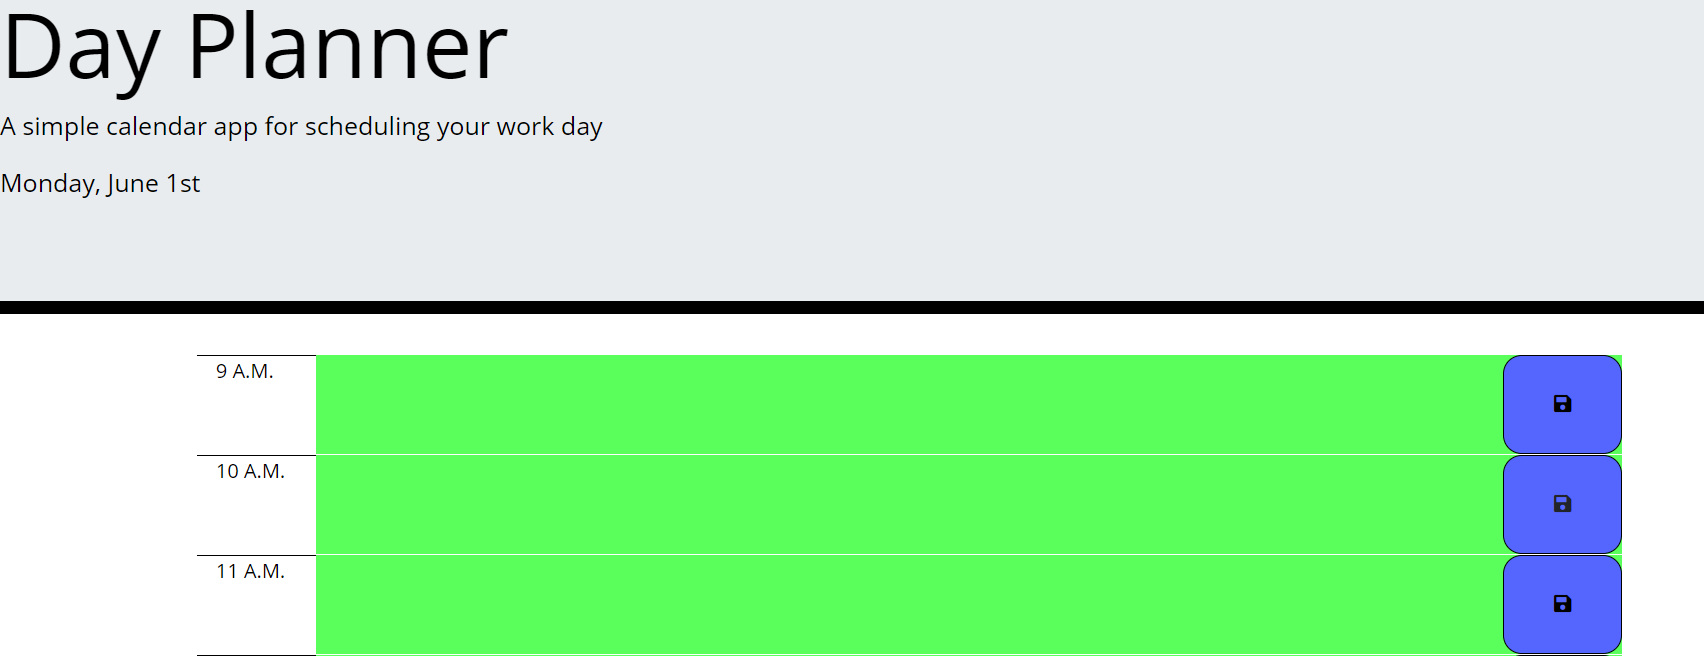 Day Planner
A simple calendar app for scheduling your work day
Monday, June 1st
9 A.M.
10 A.M.
11 A.M.